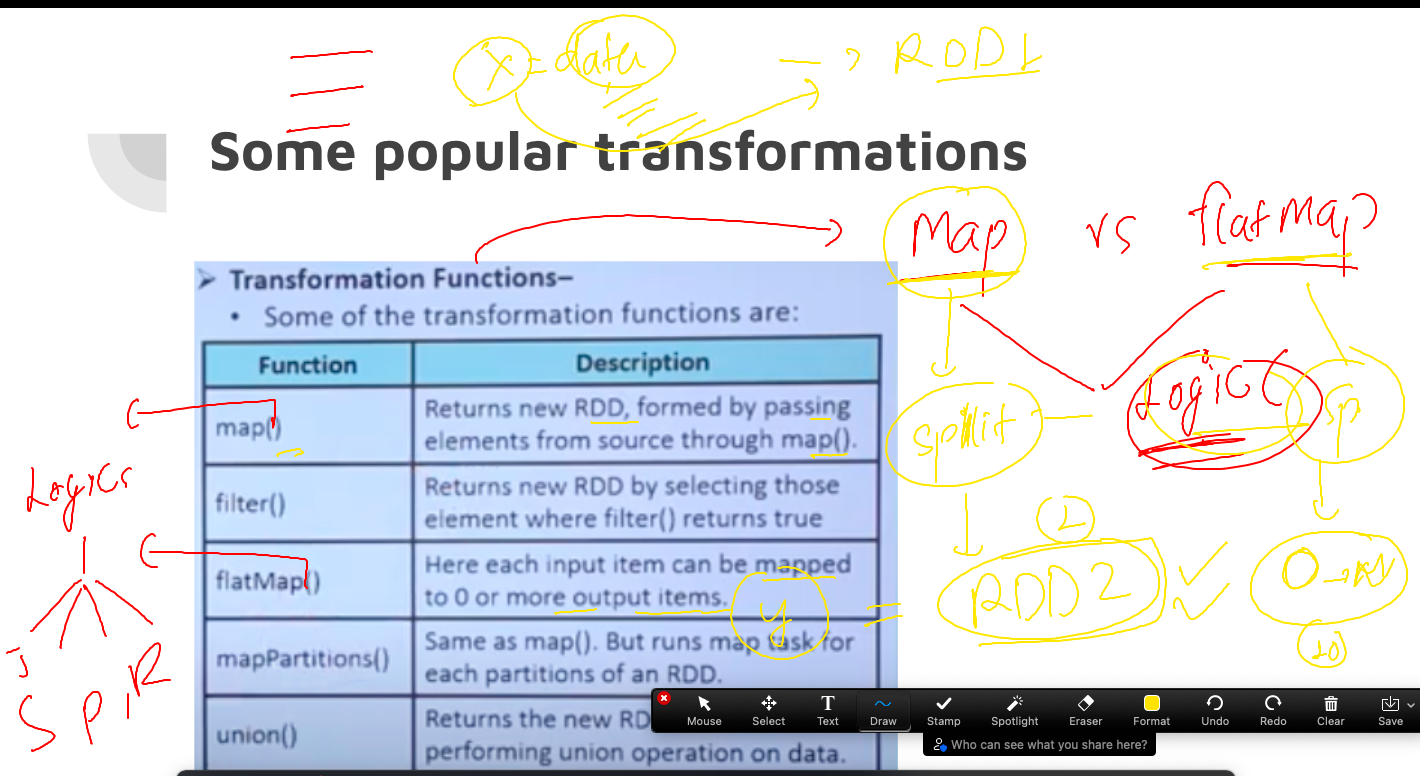 x = data → RDD1
Some popular transformations
Map vs flatMap
➤ Transformation Functions–
• Some of the transformation functions are:
Function Description
map() Returns new RDD, formed by passing
elements from source through map().
filter() Returns new RDD by selecting those
element where filter() returns true
flatMap() Here each input item can be mapped
to 0 or more output items.
mapPartitions() Same as map(). But runs map task for
each partitions of an RDD.
union() Returns the new RD
performing union operation on data.
Logics
J
S P R
split
Logic (
sp
y = RDD2
0 →
Mouse Select Text Draw Stamp Spotlight Eraser Format Undo Redo Clear Save
Who can see what you share here?